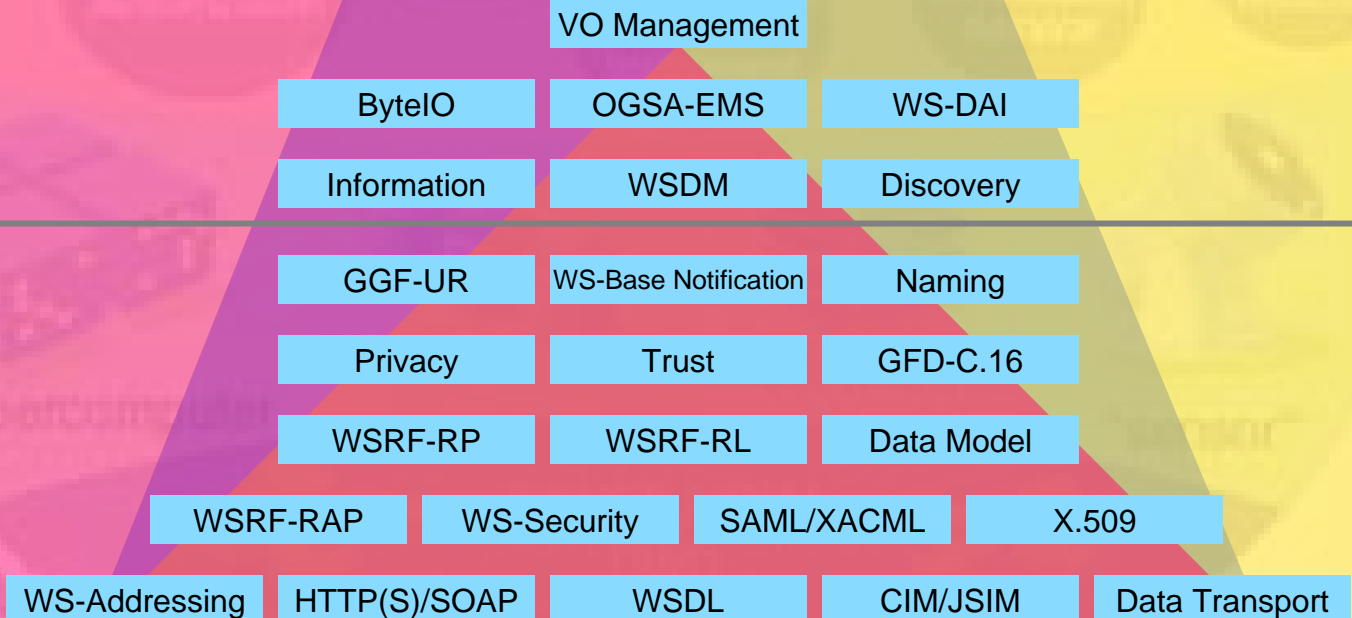 VO Management
ByteIO OGSA-EMS WS-DAI
Information WSDM Discovery
GGF-UR WS-Base Notification Naming
Privacy Trust GFD-C.16
WSRF-RP WSRF-RL Data Model
WSRF-RAP WS-Security SAML/XACML X.509
WS-Addressing HTTP(S)/SOAP WSDL CIM/JSIM Data Transport